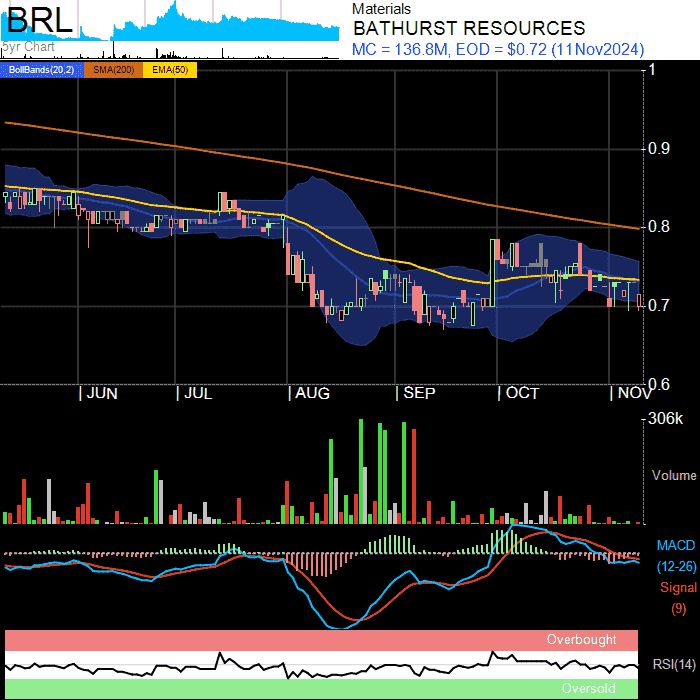 BRL
5yr Chart
Materials
BATHURST RESOURCES
MC = 136.8M, EOD = $0.72 (11Nov2024)
BollBands(20,2) SMA(200) EMA(50)
1
0.9
0.8
0.7
0.6
JUN JUL AUG SEP OCT NOV
306k
Volume
MACD
(12-26)
Signal
(9)
Overbought
RSI(14)
Oversold